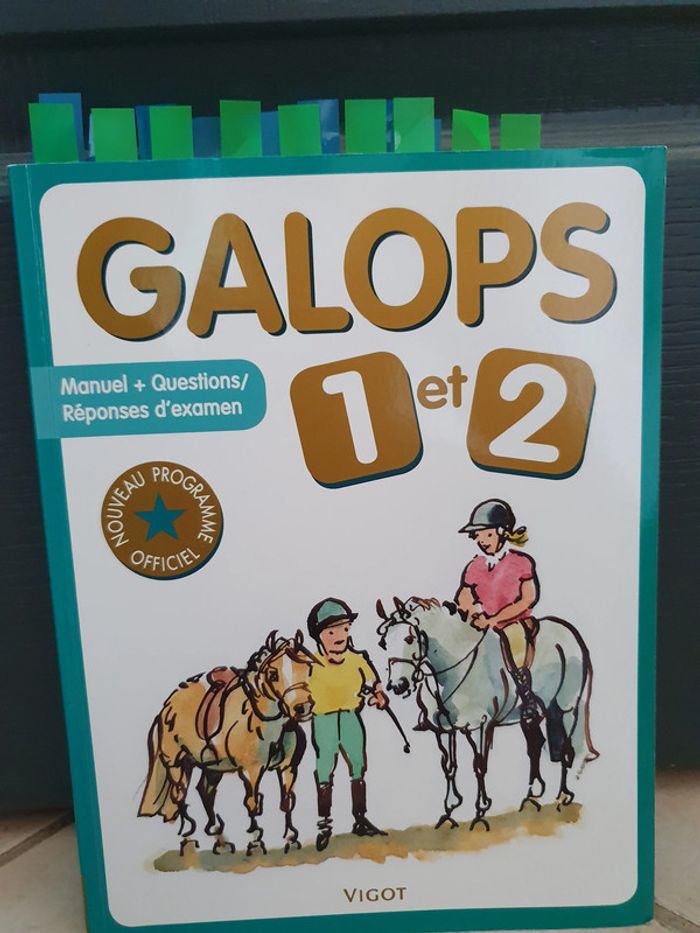 GALOPS
1 et 2
Manuel + Questions/
Réponses d'examen
NOUVEAU PROGRAMME
OFFICIEL
VIGOT